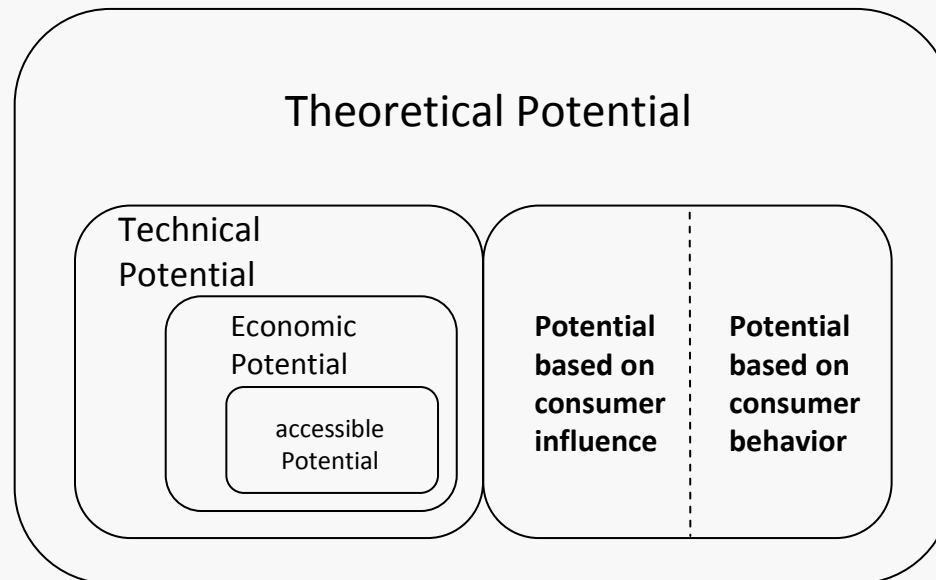 Theoretical Potential
Technical
Potential
Economic
Potential
accessible
Potential
Potential
based on
consumer
influence
Potential
based on
consumer
behavior